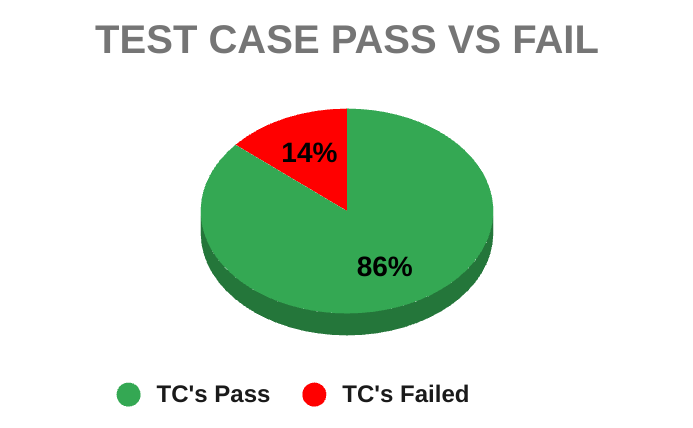 TEST CASE PASS VS FAIL
14%
86%
TC's Pass TC's Failed